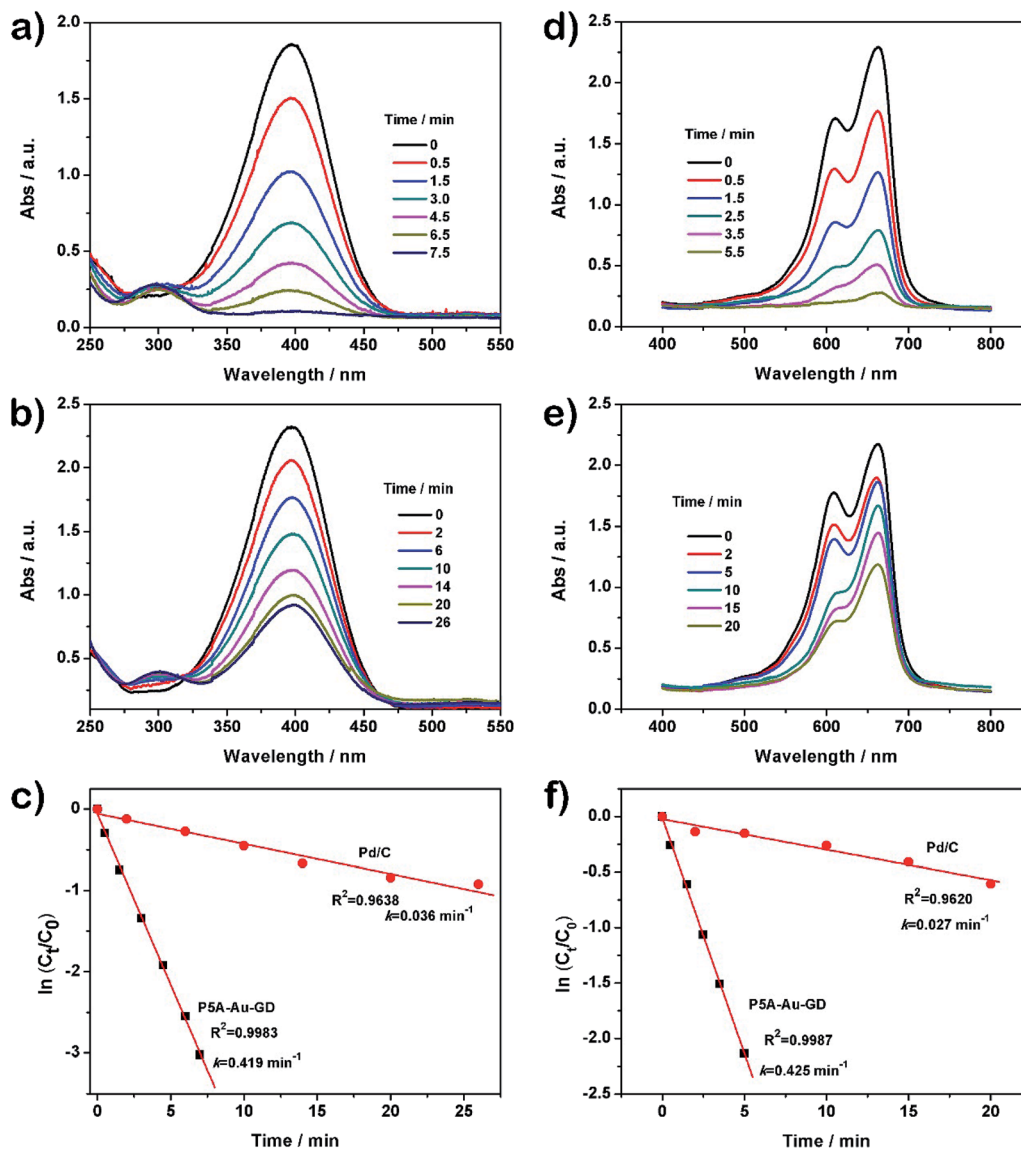 a)
2.0
1.5
1.0
0.5
0.0
Abs / a.u.
Time / min
0
0.5
1.5
3.0
4.5
6.5
7.5
250 300 350 400 450 500 550
Wavelength / nm
d)
2.5
2.0
1.5
1.0
0.5
0.0
Abs / a.u.
Time / min
0
0.5
1.5
2.5
3.5
5.5
400 500 600 700 800
Wavelength / nm
b)
2.5
2.0
1.5
1.0
0.5
Abs / a.u.
Time / min
0
2
6
10
14
20
26
250 300 350 400 450 500 550
Wavelength / nm
e)
2.5
2.0
1.5
1.0
0.5
0.0
Abs / a.u.
Time / min
0
2
5
10
15
20
400 500 600 700 800
Wavelength / nm
c)
0
-1
-2
-3
ln (Cₜ/C₀)
Pd/C
R²=0.9638
k=0.036 min⁻¹
P5A-Au-GD
R²=0.9983
k=0.419 min⁻¹
0 5 10 15 20 25
Time / min
f)
0.0
-0.5
-1.0
-1.5
-2.0
-2.5
ln (Cₜ/C₀)
Pd/C
R²=0.9620
k=0.027 min⁻¹
P5A-Au-GD
R²=0.9987
k=0.425 min⁻¹
0 5 10 15 20
Time / min